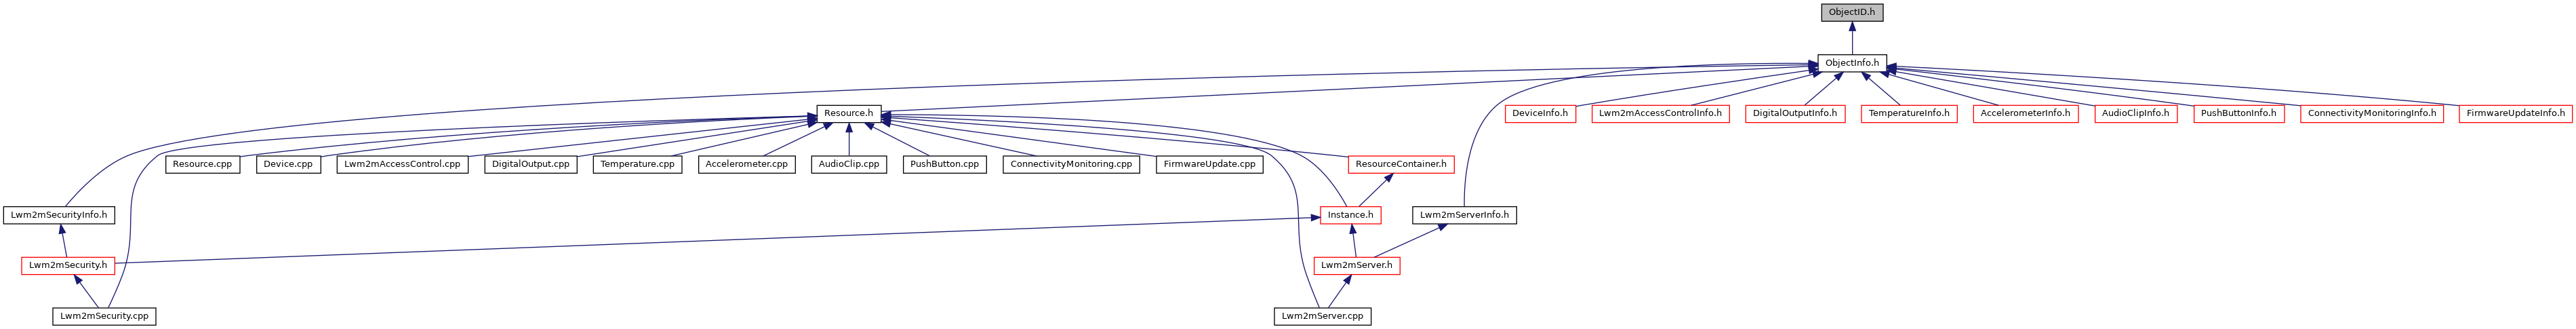 ObjectID.h
ObjectInfo.h
Resource.h
DeviceInfo.h
Lwm2mAccessControlInfo.h
DigitalOutputInfo.h
TemperatureInfo.h
AccelerometerInfo.h
AudioClipInfo.h
PushButtonInfo.h
ConnectivityMonitoringInfo.h
FirmwareUpdateInfo.h
Resource.cpp
Device.cpp
Lwm2mAccessControl.cpp
DigitalOutput.cpp
Temperature.cpp
Accelerometer.cpp
AudioClip.cpp
PushButton.cpp
ConnectivityMonitoring.cpp
FirmwareUpdate.cpp
ResourceContainer.h
Lwm2mSecurityInfo.h
Instance.h
Lwm2mServerInfo.h
Lwm2mSecurity.h
Lwm2mServer.h
Lwm2mSecurity.cpp
Lwm2mServer.cpp